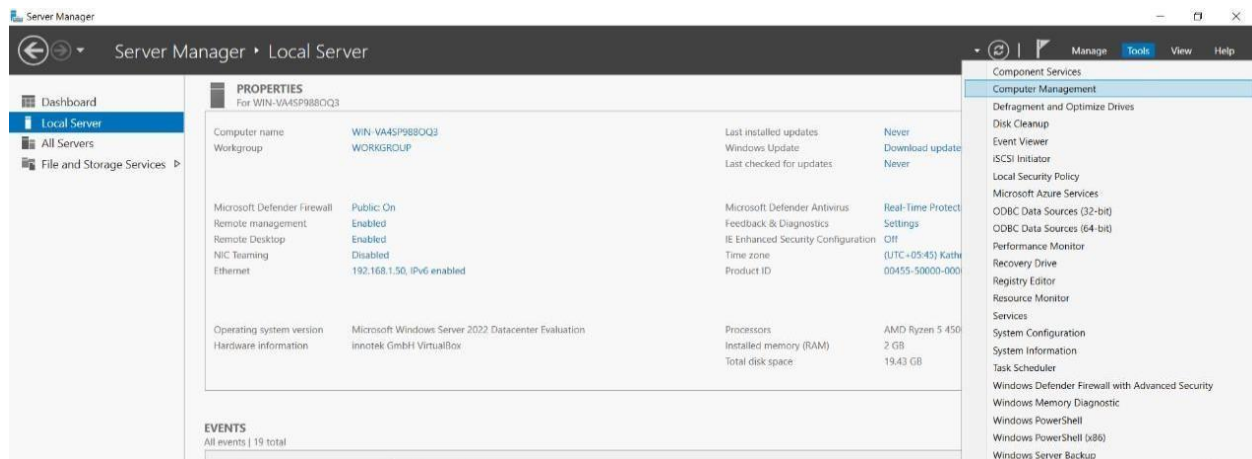 Server Manager
Server Manager • Local Server
Manage Tools View Help
Dashboard
Local Server
All Servers
File and Storage Services
PROPERTIES
For WIN-VA4SP988OQ3
Computer name WIN-VA4SP988OQ3
Workgroup WORKGROUP
Last installed updates Never
Windows Update Download update
Last checked for updates Never
Microsoft Defender Firewall Public: On
Remote management Enabled
Remote Desktop Enabled
NIC Teaming Disabled
Ethernet 192.168.1.50, IPv6 enabled
Microsoft Defender Antivirus Real-Time Protect
Feedback & Diagnostics Settings
IE Enhanced Security Configuration Off
Time zone (UTC+05:45) Kath
Product ID 00455-50000-000
Operating system version Microsoft Windows Server 2022 Datacenter Evaluation
Hardware information innotek GmbH VirtualBox
Processors AMD Ryzen 5 450
Installed memory (RAM) 2 GB
Total disk space 19.43 GB
EVENTS
All events | 19 total
Component Services
Computer Management
Defragment and Optimize Drives
Disk Cleanup
Event Viewer
iSCSI Initiator
Local Security Policy
Microsoft Azure Services
ODBC Data Sources (32-bit)
ODBC Data Sources (64-bit)
Performance Monitor
Recovery Drive
Registry Editor
Resource Monitor
Services
System Configuration
System Information
Task Scheduler
Windows Defender Firewall with Advanced Security
Windows Memory Diagnostic
Windows PowerShell
Windows PowerShell (x86)
Windows Server Backup